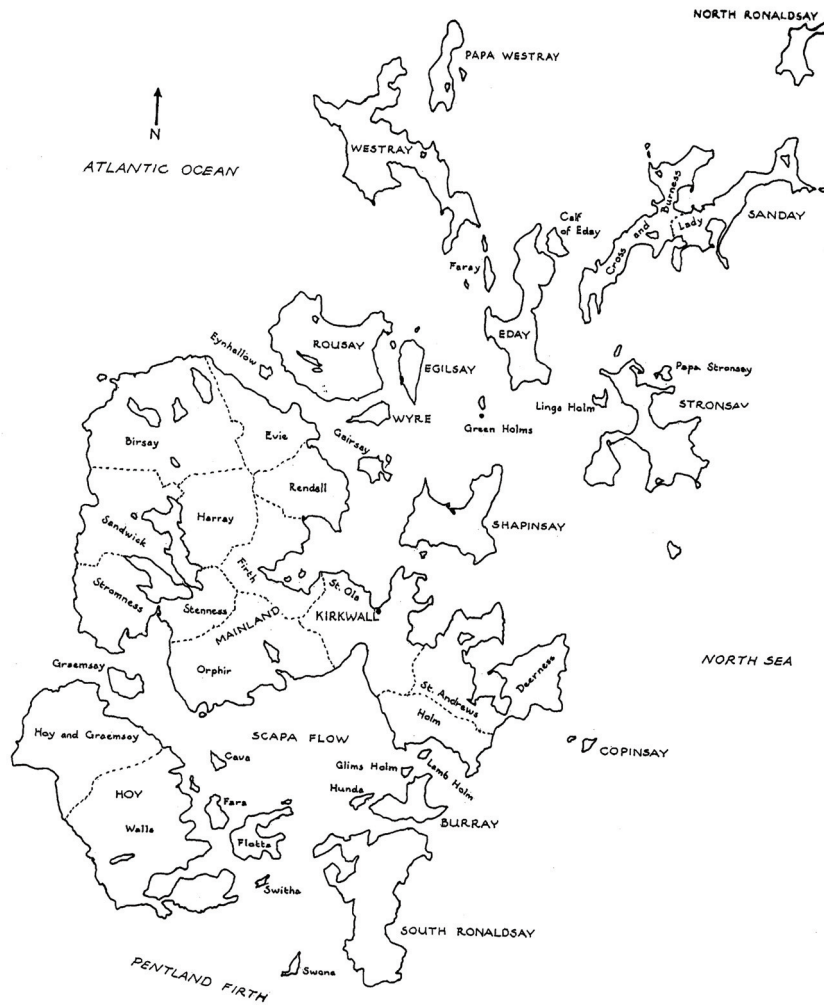 NORTH RONALDSAY
PAPA WESTRAY
N
ATLANTIC OCEAN
WESTRAY
Calf
of Eday
Burness
SANDAY
Lady
Cross and
Faray
EDAY
ROUSAY
Eynhallow
EGILSAY
Papa Stronsay
Linga Holm
STRONSAY
WYRE
Green Holms
Birsay
Evie
Gairsay
Rendall
Harray
SHAPINSAY
Sandwick
Firth
St. Ola
Stromness
Stenness
MAINLAND
KIRKWALL
Graemsay
Orphir
St. Andrews
Deerness
NORTH SEA
Holm
Hoy and Graemsay
SCAPA FLOW
Cava
Glims Holm
Lamb Holm
COPINSAY
HOY
Hunda
Fara
BURRAY
Walls
Flotta
Switha
SOUTH RONALDSAY
PENTLAND FIRTH
Swona